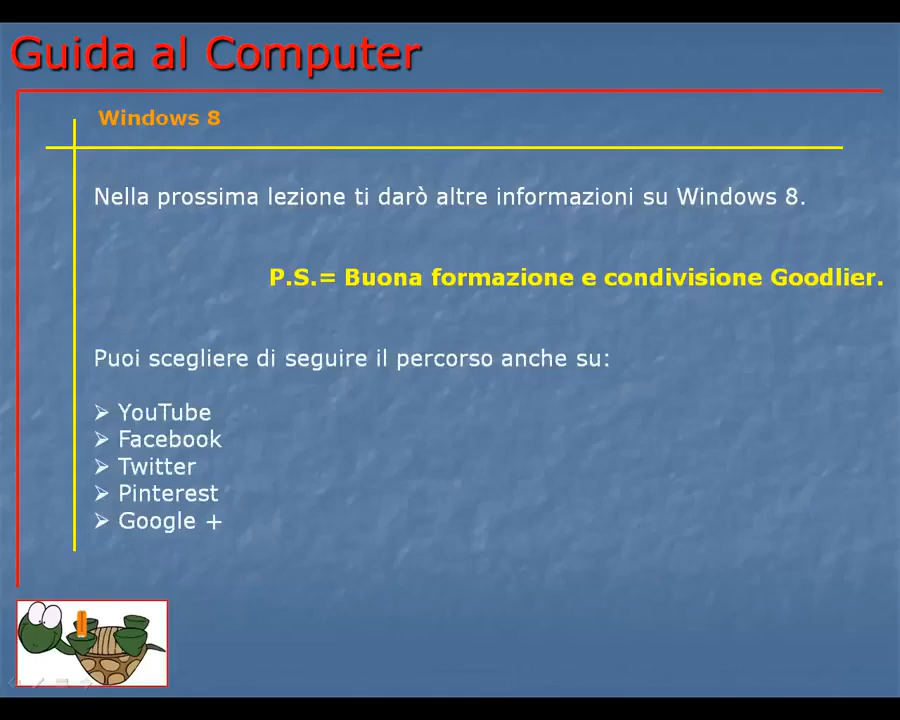 Guida al Computer
Windows 8
Nella prossima lezione ti darò altre informazioni su Windows 8.
P.S.= Buona formazione e condivisione Goodlier.
Puoi scegliere di seguire il percorso anche su:
➢ YouTube
➢ Facebook
➢ Twitter
➢ Pinterest
➢ Google +